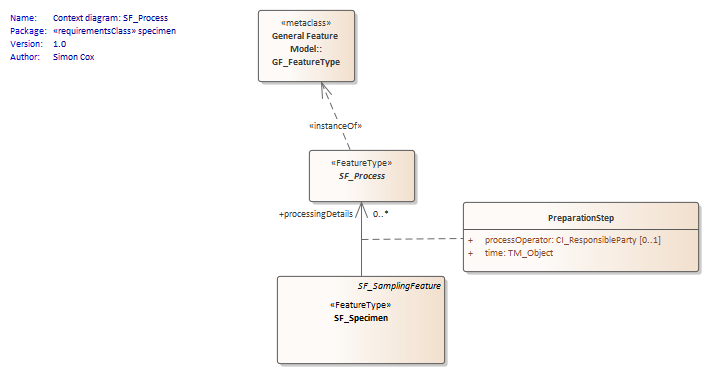 Name: Context diagram: SF_Process
Package: «requirementsClass» specimen
Version: 1.0
Author: Simon Cox
«metaclass»
General Feature
Model::
GF_FeatureType
«instanceOf»
«FeatureType»
SF_Process
+processingDetails 0..*
PreparationStep
+ processOperator: CI_ResponsibleParty [0..1]
+ time: TM_Object
SF_SamplingFeature
«FeatureType»
SF_Specimen